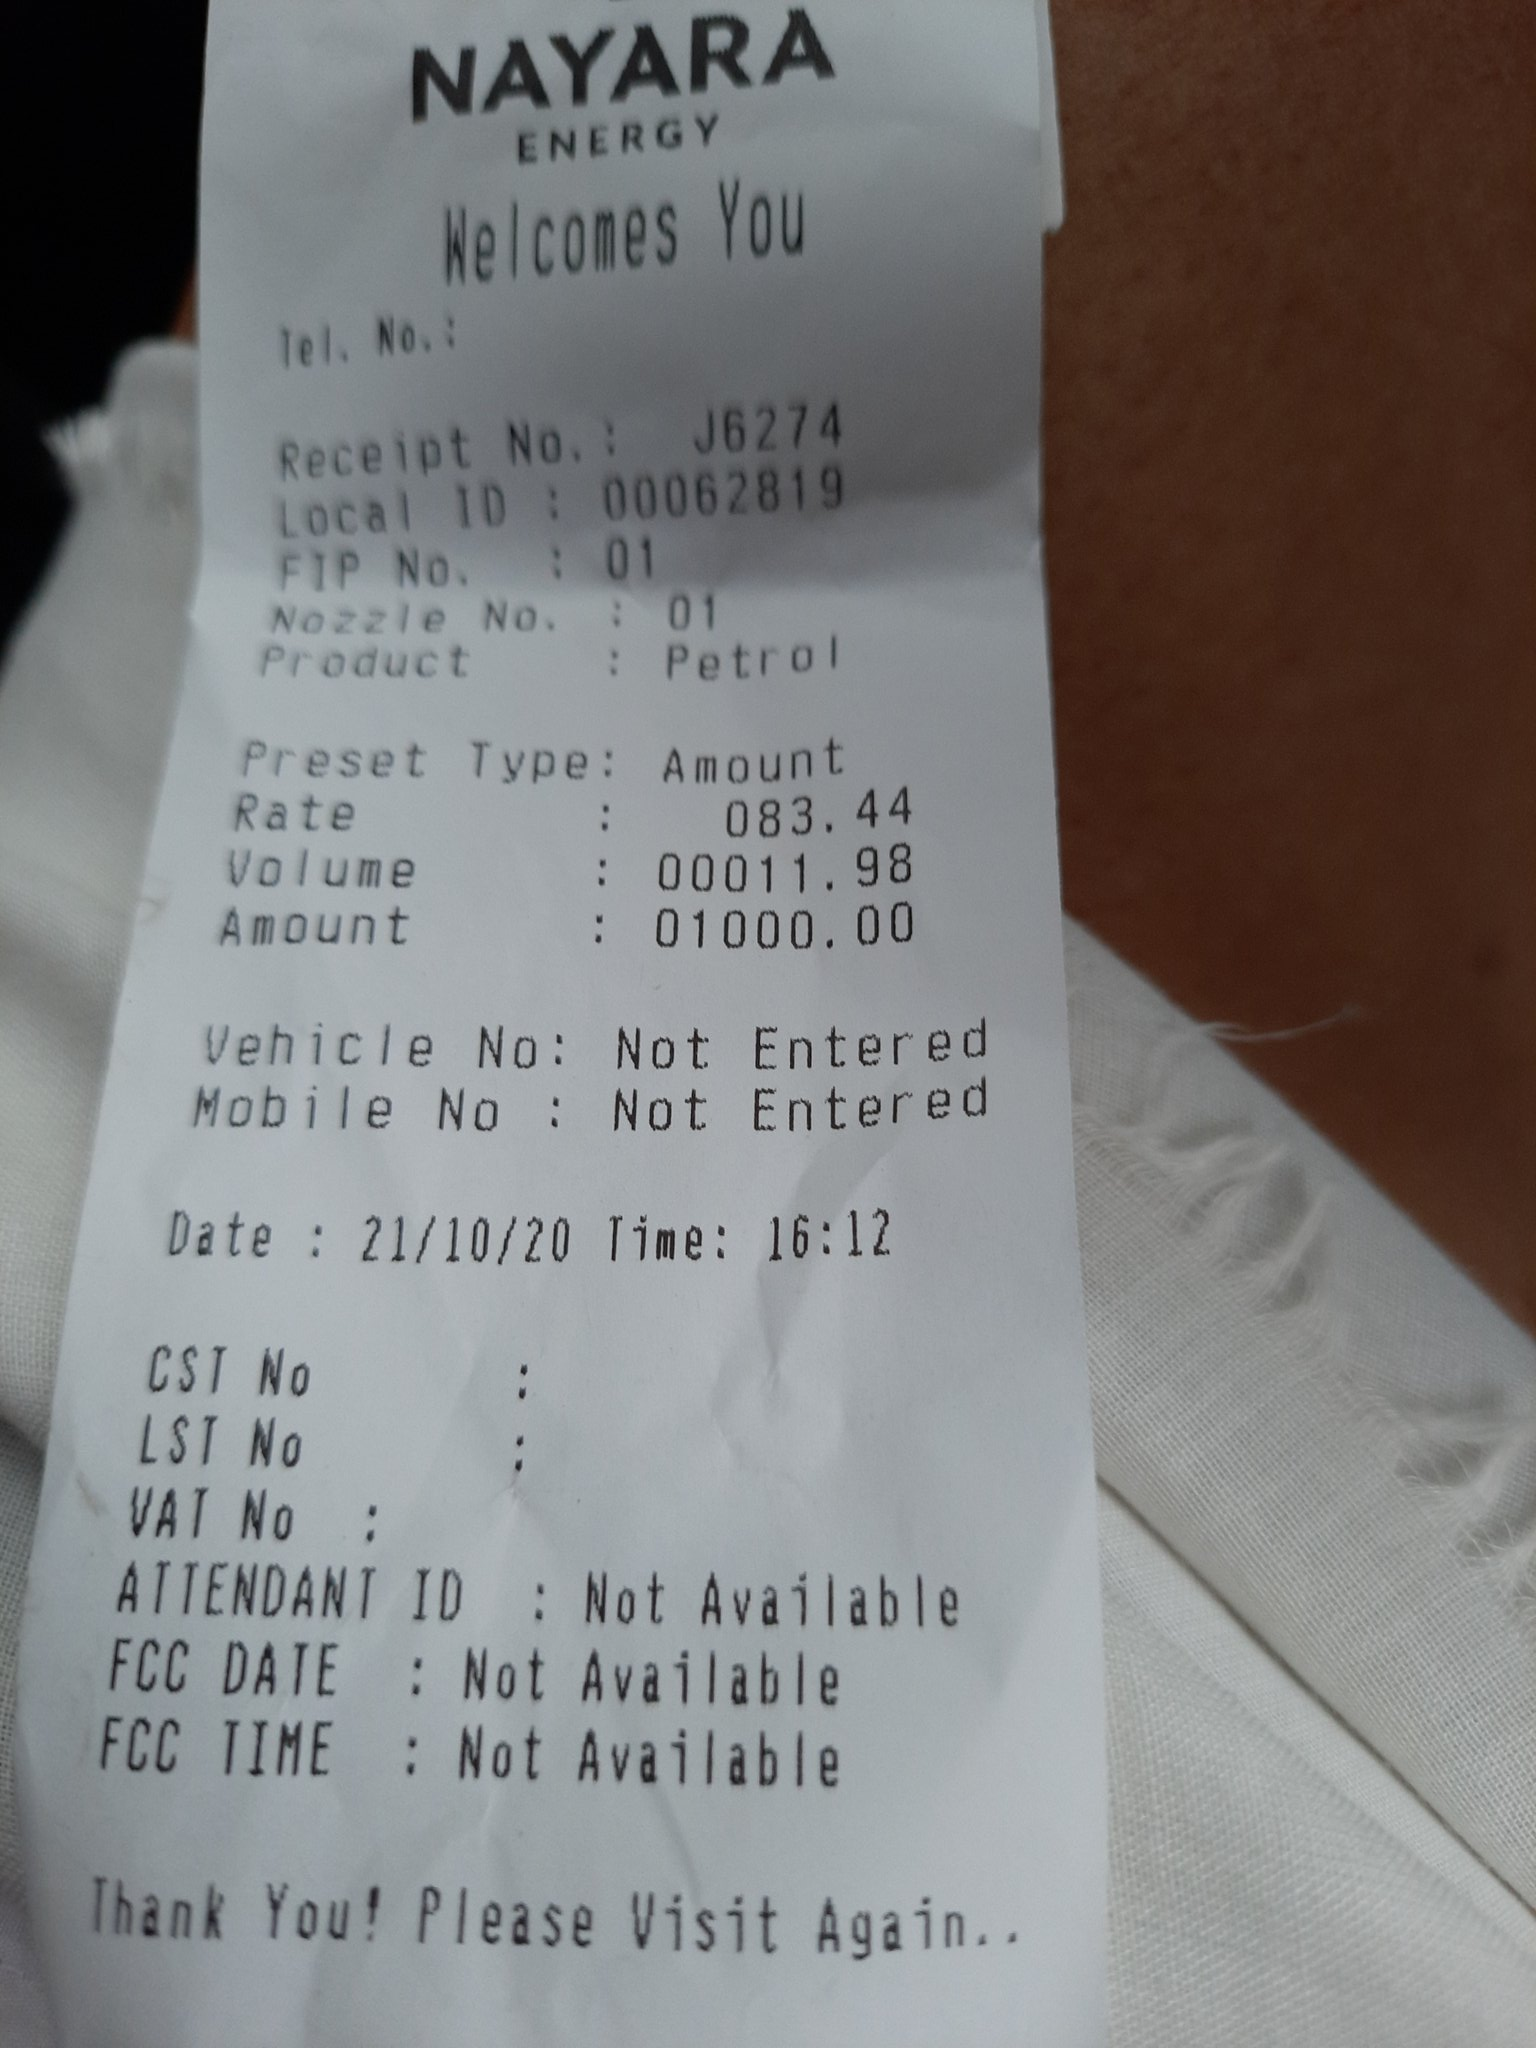 NAYARA
ENERGY
Welcomes You
Tel. No.:
Receipt No.: J6274
Local ID : 00062819
FIP No. : 01
Nozzle No. : 01
Product : Petrol
Preset Type: Amount
Rate : 083.44
Volume : 00011.98
Amount : 01000.00
Vehicle No: Not Entered
Mobile No : Not Entered
Date : 21/10/20 Time: 16:12
CST No :
LST No :
VAT No :
ATTENDANT ID : Not Available
FCC DATE : Not Available
FCC TIME : Not Available
Thank You! Please Visit Again..